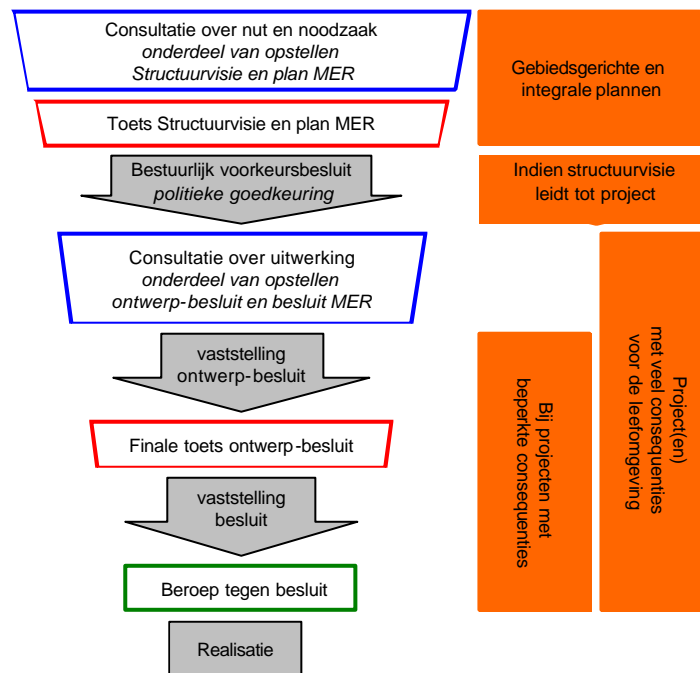 Consultatie over nut en noodzaak
onderdeel van opstellen
Structuurvisie en plan MER
Gebiedsgerichte en
integrale plannen
Toets Structuurvisie en plan MER
Bestuurlijk voorkeursbesluit
politieke goedkeuring
Indien structuurvisie
leidt tot project
Consultatie over uitwerking
onderdeel van opstellen
ontwerp-besluit en besluit MER
vaststelling
ontwerp-besluit
Finale toets ontwerp-besluit
vaststelling
besluit
Beroep tegen besluit
Realisatie
Bij projecten met
beperkte consequenties
Project(en)
met veel consequenties
voor de leefomgeving